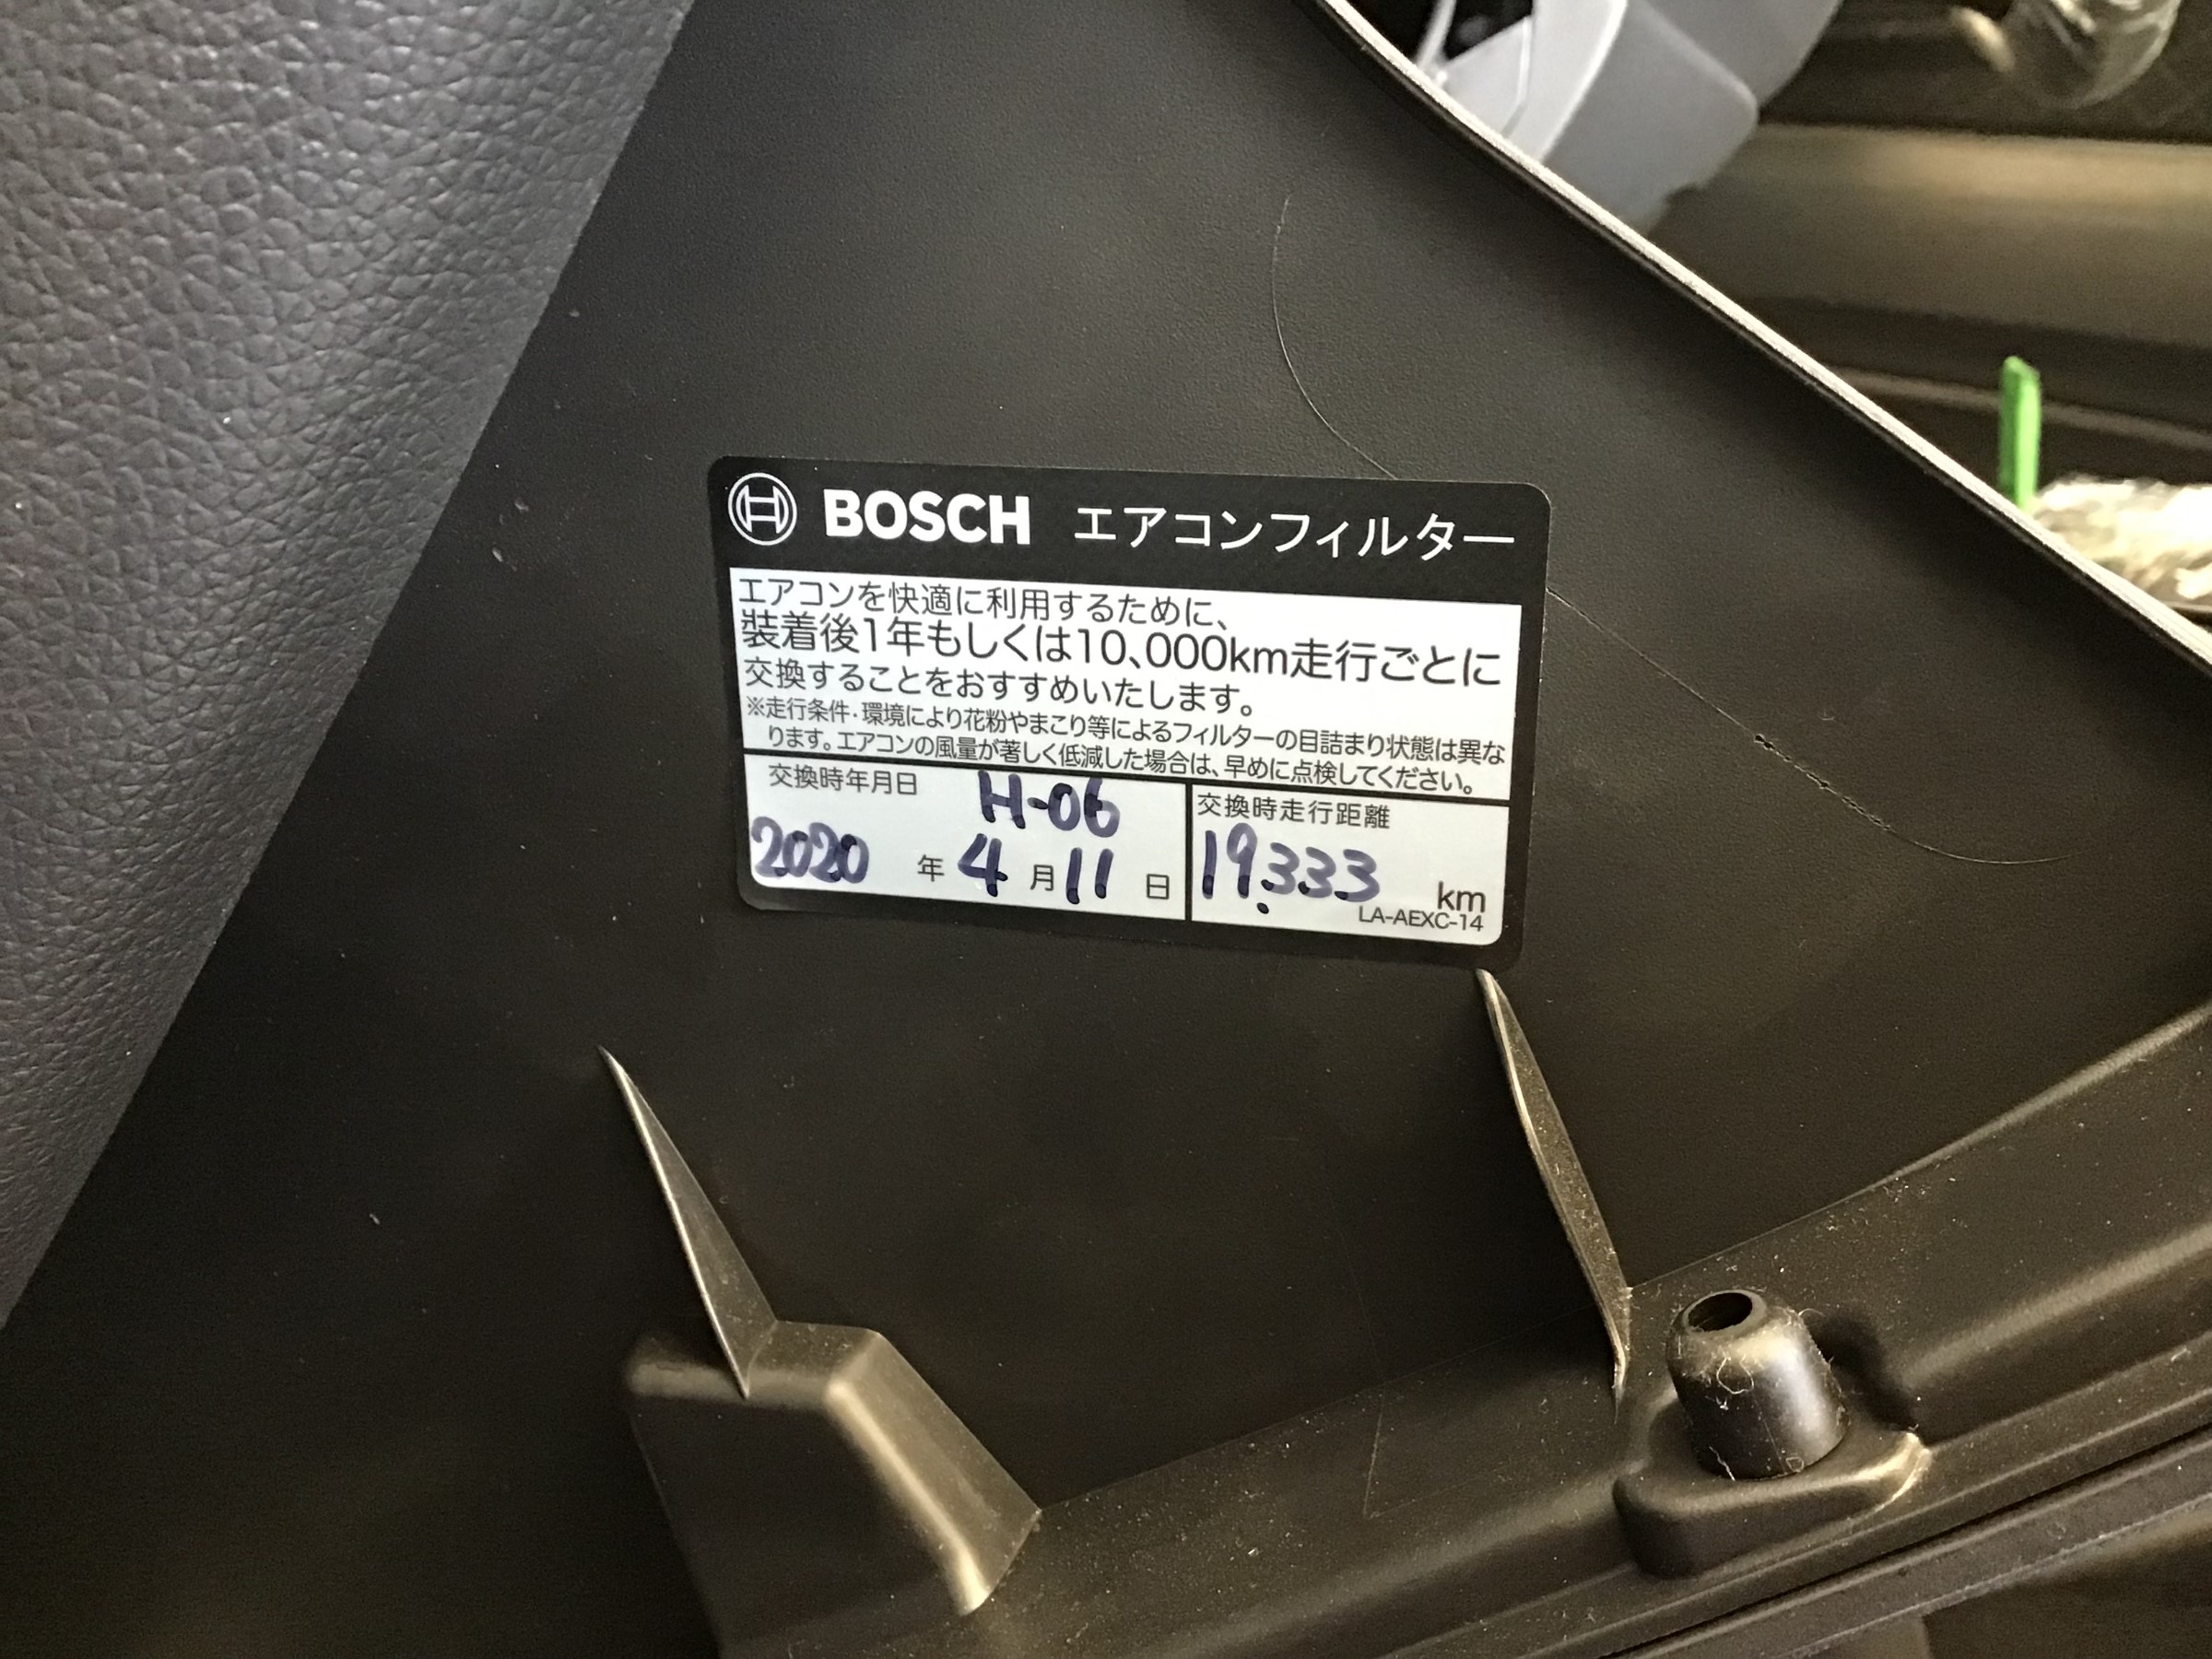 BOSCH エアコンフィルター
エアコンを快適に利用するために、
装着後1年もしくは10,000km走行ごとに
交換することをおすすめいたします。
※走行条件・環境により花粉やまこり等によるフィルターの目詰まり状態は異な
ります。エアコンの風量が著しく低減した場合は、早めに点検してください。
交換時年月日 H-06
2020年4月11日
交換時走行距離
19.333 km
LA-AEXC-14